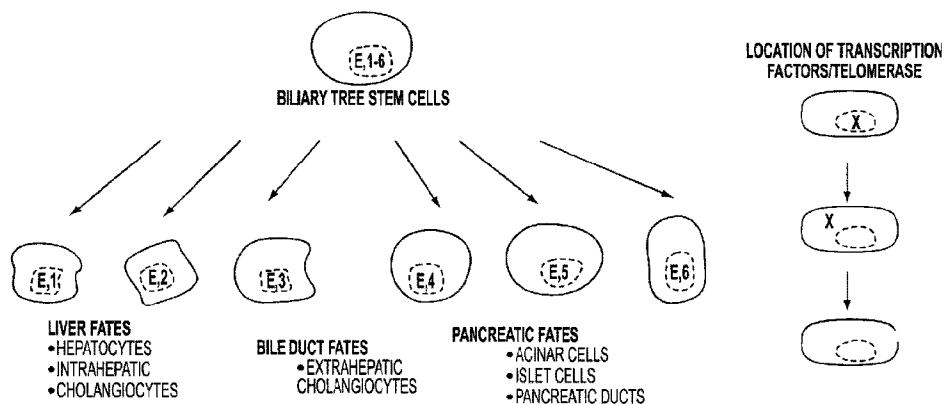 E,1-6
BILIARY TREE STEM CELLS
LOCATION OF TRANSCRIPTION
FACTORS/TELOMERASE
X
X
E,1
E,2
E,3
E,4
E,5
E,6
LIVER FATES
•HEPATOCYTES
•INTRAHEPATIC
•CHOLANGIOCYTES
BILE DUCT FATES
•EXTRAHEPATIC
CHOLANGIOCYTES
PANCREATIC FATES
•ACINAR CELLS
•ISLET CELLS
•PANCREATIC DUCTS